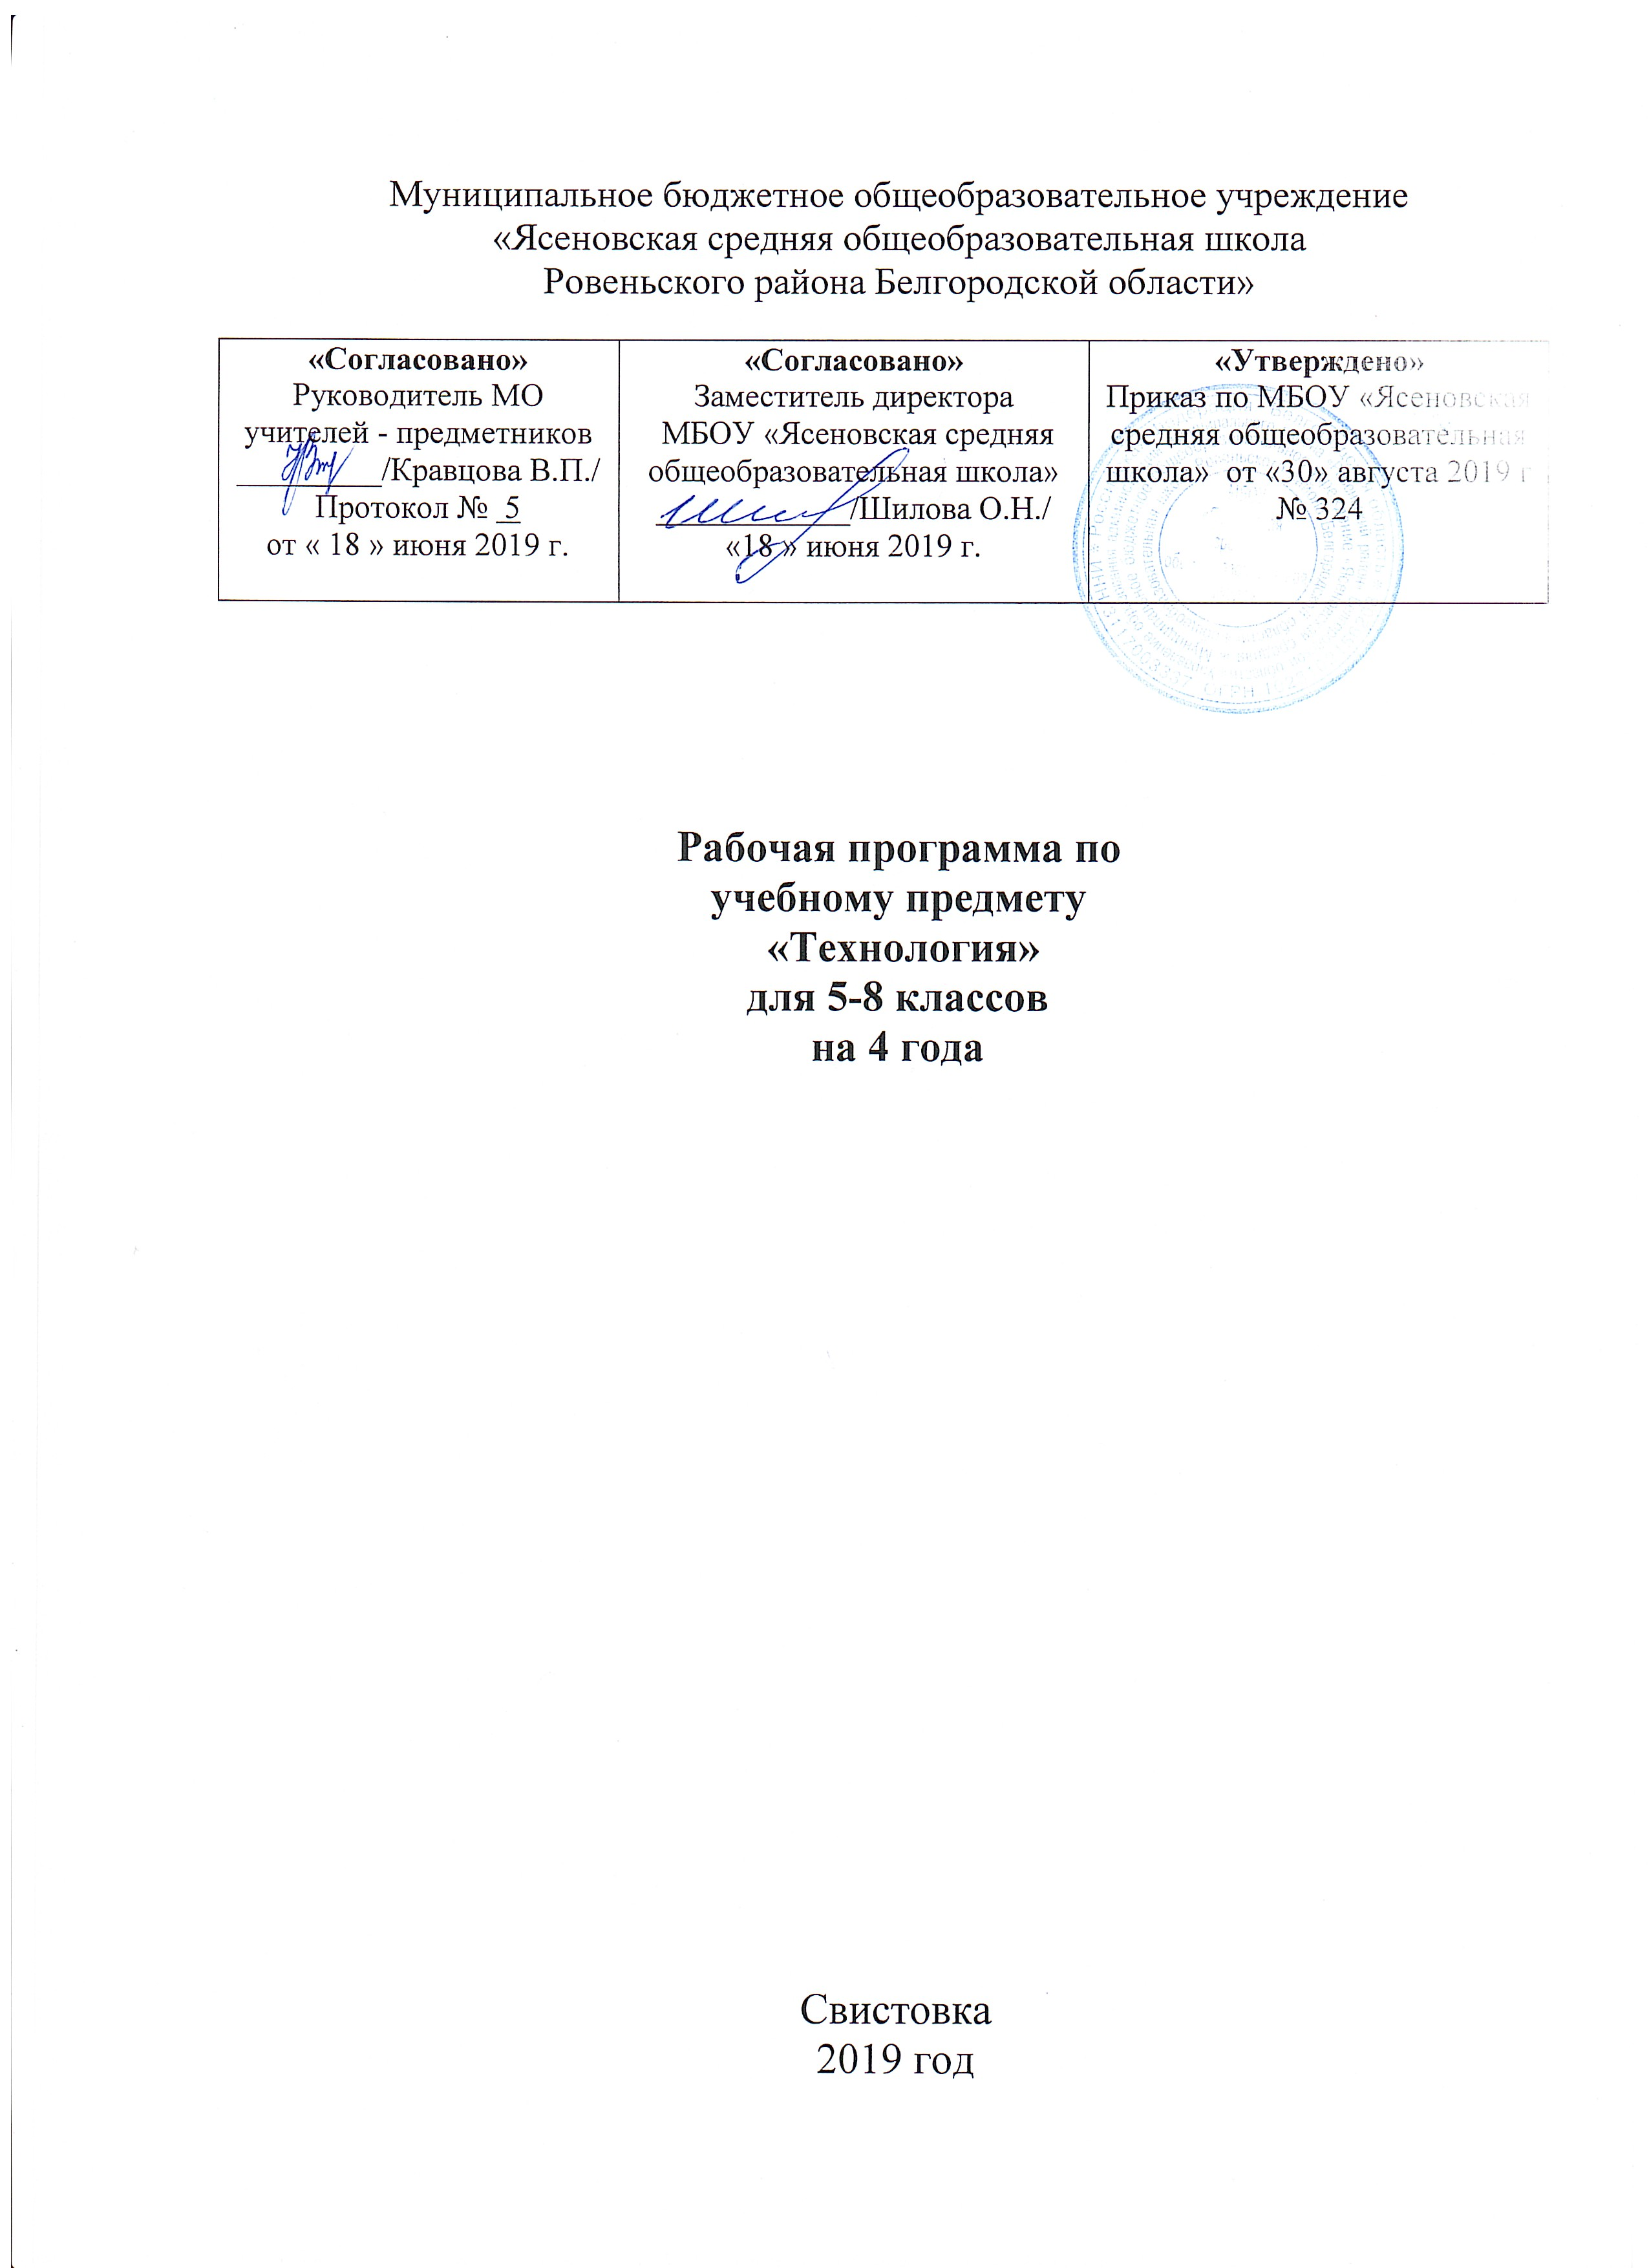 Муниципальное бюджетное общеобразовательное учреждение
«Ясеновская средняя общеобразовательная школа
Ровеньского района Белгородской области»
«Согласовано»
Руководитель МО
учителей - предметников
/Кравцова В.П./
Протокол № 5
от « 18 » июня 2019 г.
«Согласовано»
Заместитель директора
МБОУ «Ясеновская средняя
общеобразовательная школа»
/Шилова О.Н./
«18 » июня 2019 г.
«Утверждено»
Приказ по МБОУ «Ясеновская
средняя общеобразовательная
школа» от «30» августа 2019 г
№ 324
Рабочая программа по
учебному предмету
«Технология»
для 5-8 классов
на 4 года
Свистовка
2019 год